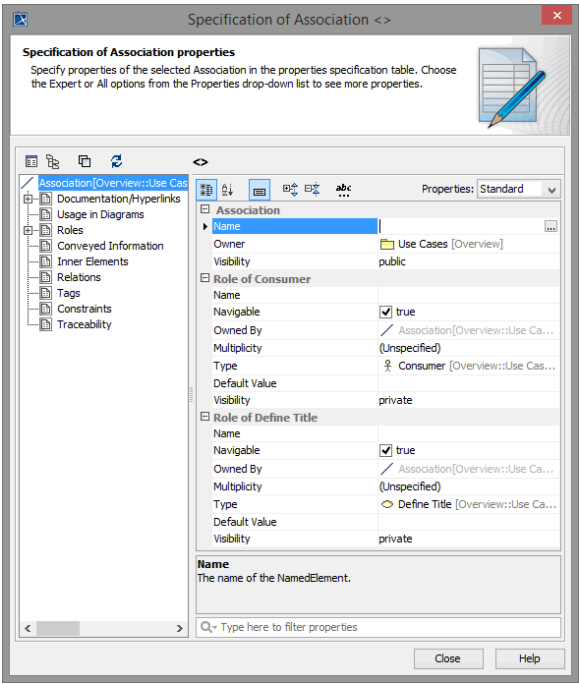 Specification of Association <>
Specification of Association properties
Specify properties of the selected Association in the properties specification table. Choose
the Expert or All options from the Properties drop-down list to see more properties.
<>
Association[Overview::Use Cas
Documentation/Hyperlinks
Usage in Diagrams
Roles
Conveyed Information
Inner Elements
Relations
Tags
Constraints
Traceability
abc Properties: Standard
Association
Name ...
Owner Use Cases [Overview]
Visibility public
Role of Consumer
Name
Navigable true
Owned By Association[Overview::Use Ca...
Multiplicity (Unspecified)
Type Consumer [Overview::Use Cas...
Default Value
Visibility private
Role of Define Title
Name
Navigable true
Owned By Association[Overview::Use Ca...
Multiplicity (Unspecified)
Type Define Title [Overview::Use Ca...
Default Value
Visibility private
Name
The name of the NamedElement.
Type here to filter properties
Close Help